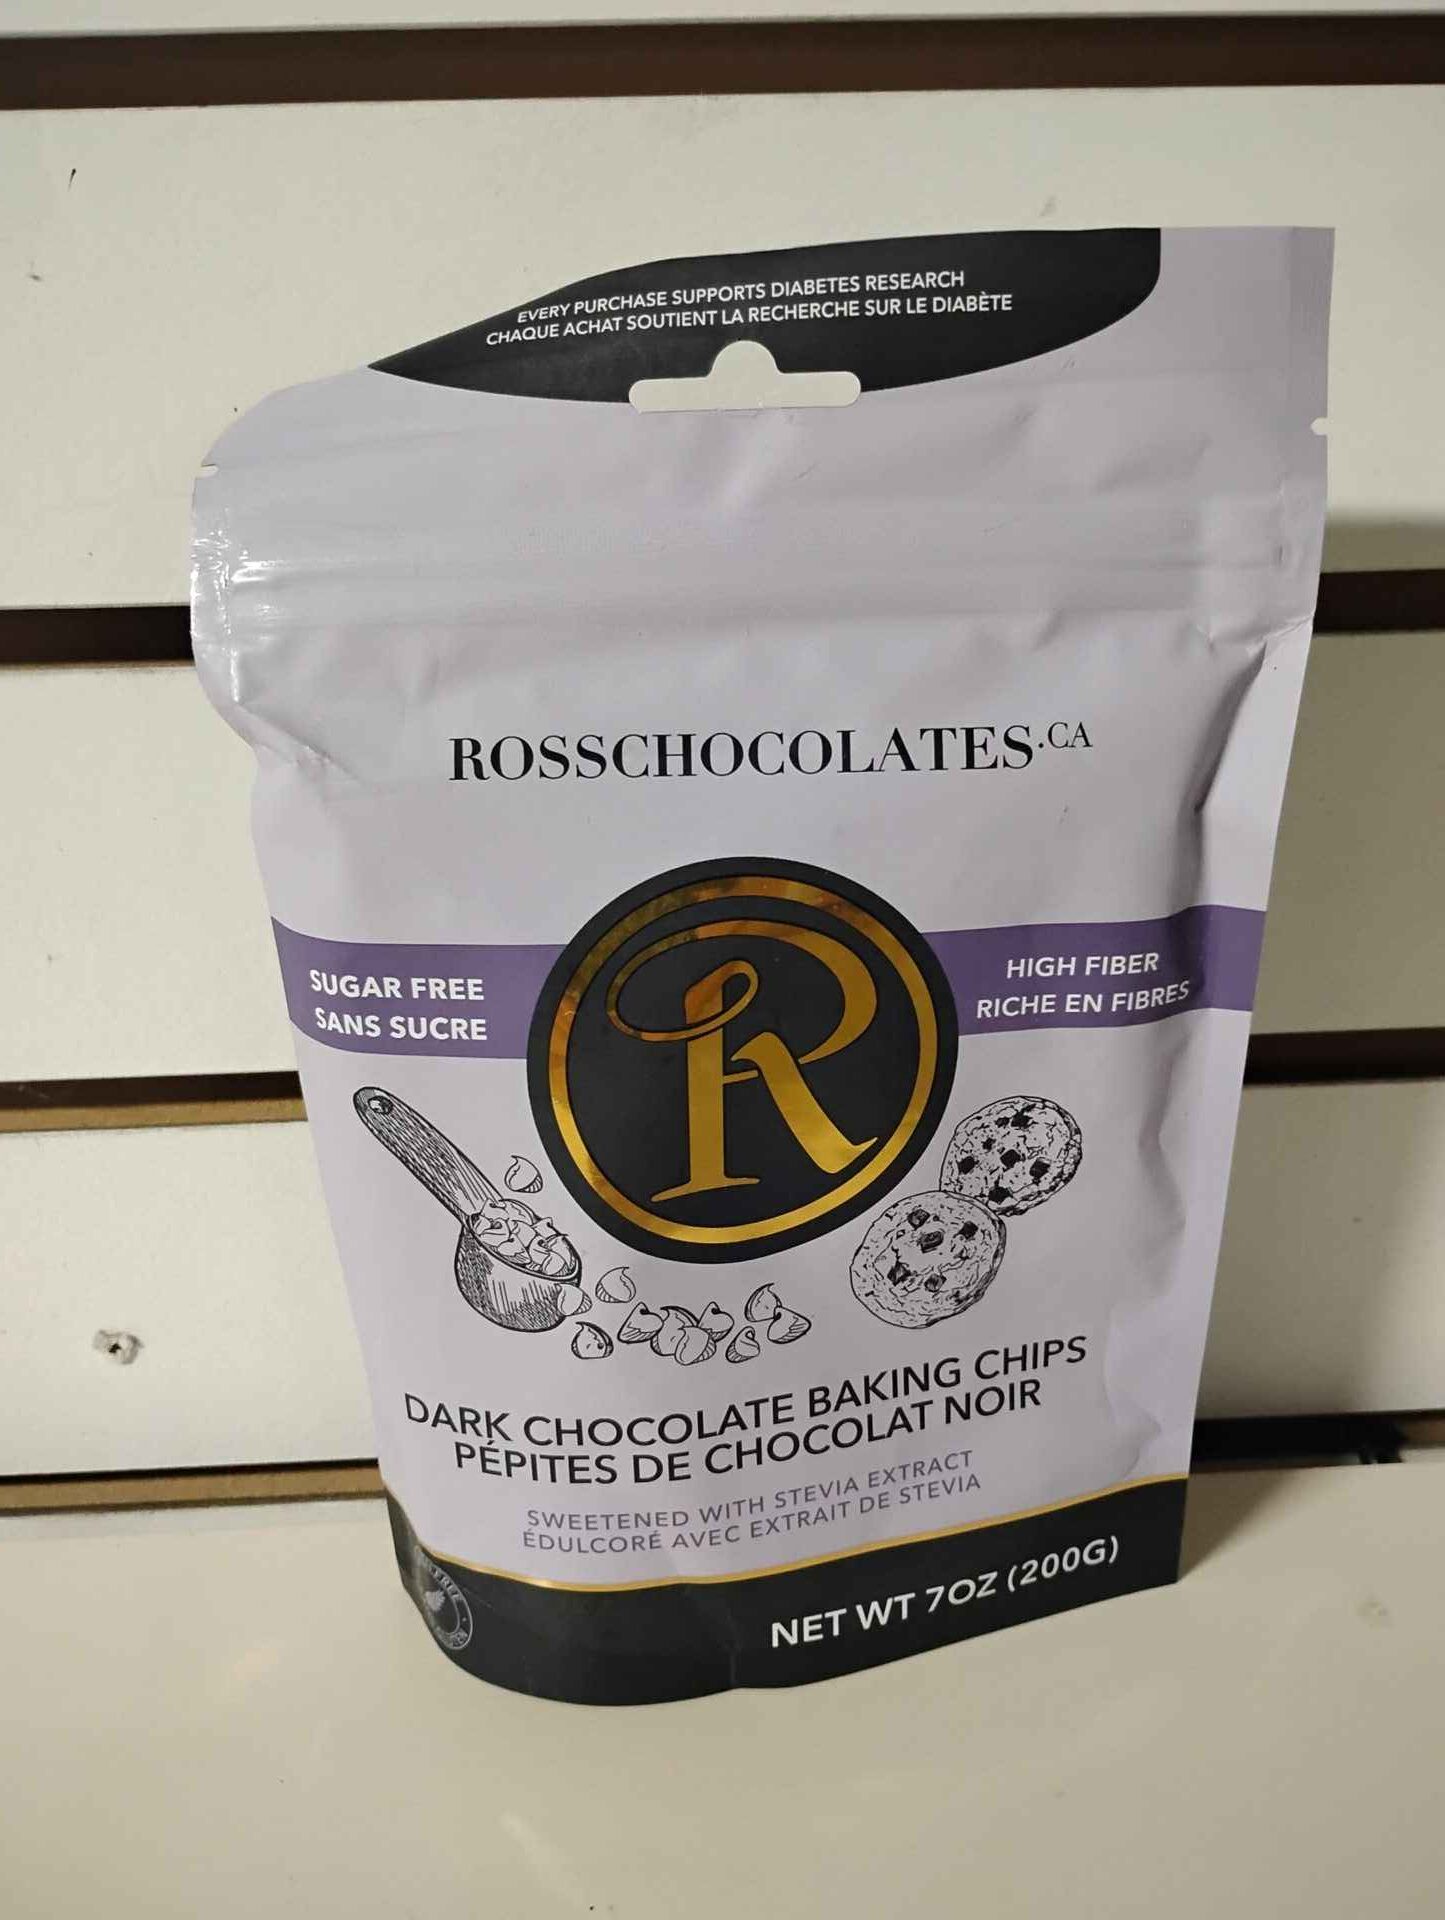 EVERY PURCHASE SUPPORTS DIABETES RESEARCH
CHAQUE ACHAT SOUTIENT LA RECHERCHE SUR LE DIABÈTE
ROSSCHOCOLATES.CA
SUGAR FREE
SANS SUCRE
R
HIGH FIBER
RICHE EN FIBRES
DARK CHOCOLATE BAKING CHIPS
PÉPITES DE CHOCOLAT NOIR
SWEETENED WITH STEVIA EXTRACT
ÉDULCORÉ AVEC EXTRAIT DE STEVIA
NET WT 7OZ (200G)